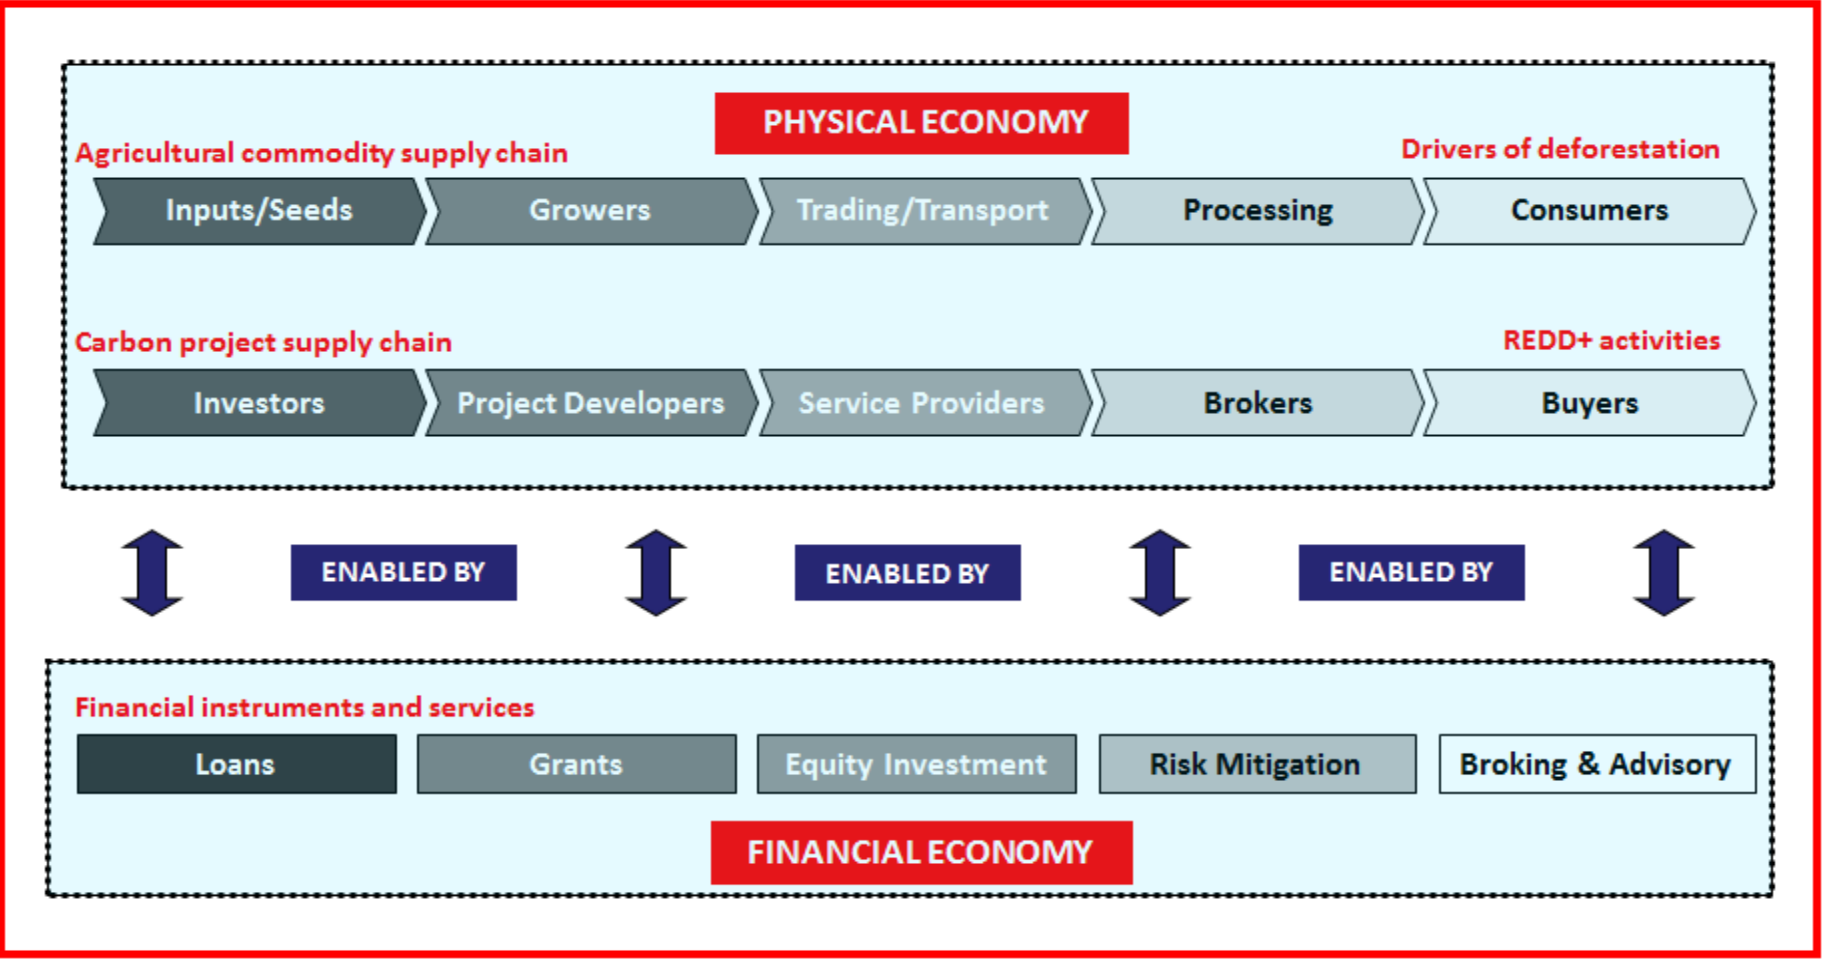 PHYSICAL ECONOMY
Agricultural commodity supply chain
Drivers of deforestation
Inputs/Seeds
Growers
Trading/Transport
Processing
Consumers
Carbon project supply chain
REDD+ activities
Investors
Project Developers
Service Providers
Brokers
Buyers
ENABLED BY
ENABLED BY
ENABLED BY
Financial instruments and services
Loans
Grants
Equity Investment
Risk Mitigation
Broking & Advisory
FINANCIAL ECONOMY